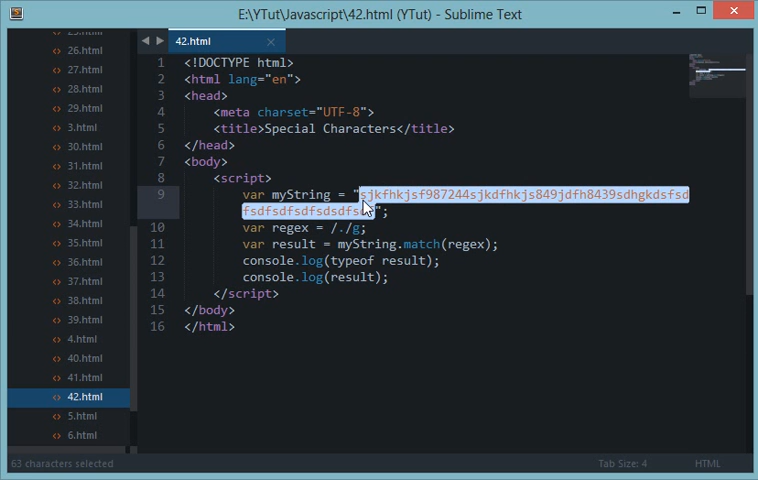 E:\YTut\Javascript\42.html (YTut) - Sublime Text
26.html
27.html
28.html
29.html
3.html
30.html
31.html
32.html
33.html
34.html
35.html
36.html
37.html
38.html
39.html
4.html
40.html
41.html
42.html
5.html
6.html
42.html
1 <!DOCTYPE html>
2 <html lang="en">
3 <head>
4 <meta charset="UTF-8">
5 <title>Special Characters</title>
6 </head>
7 <body>
8 <script>
9 var myString = "sjkfhkjsf987244sjkdfhkjs849jdfh8439sdhgkdsfsd
10 var regex = /./g;
11 var result = myString.match(regex);
12 console.log(typeof result);
13 console.log(result);
14 </script>
15 </body>
16 </html>
63 characters selected
Tab Size: 4
HTML